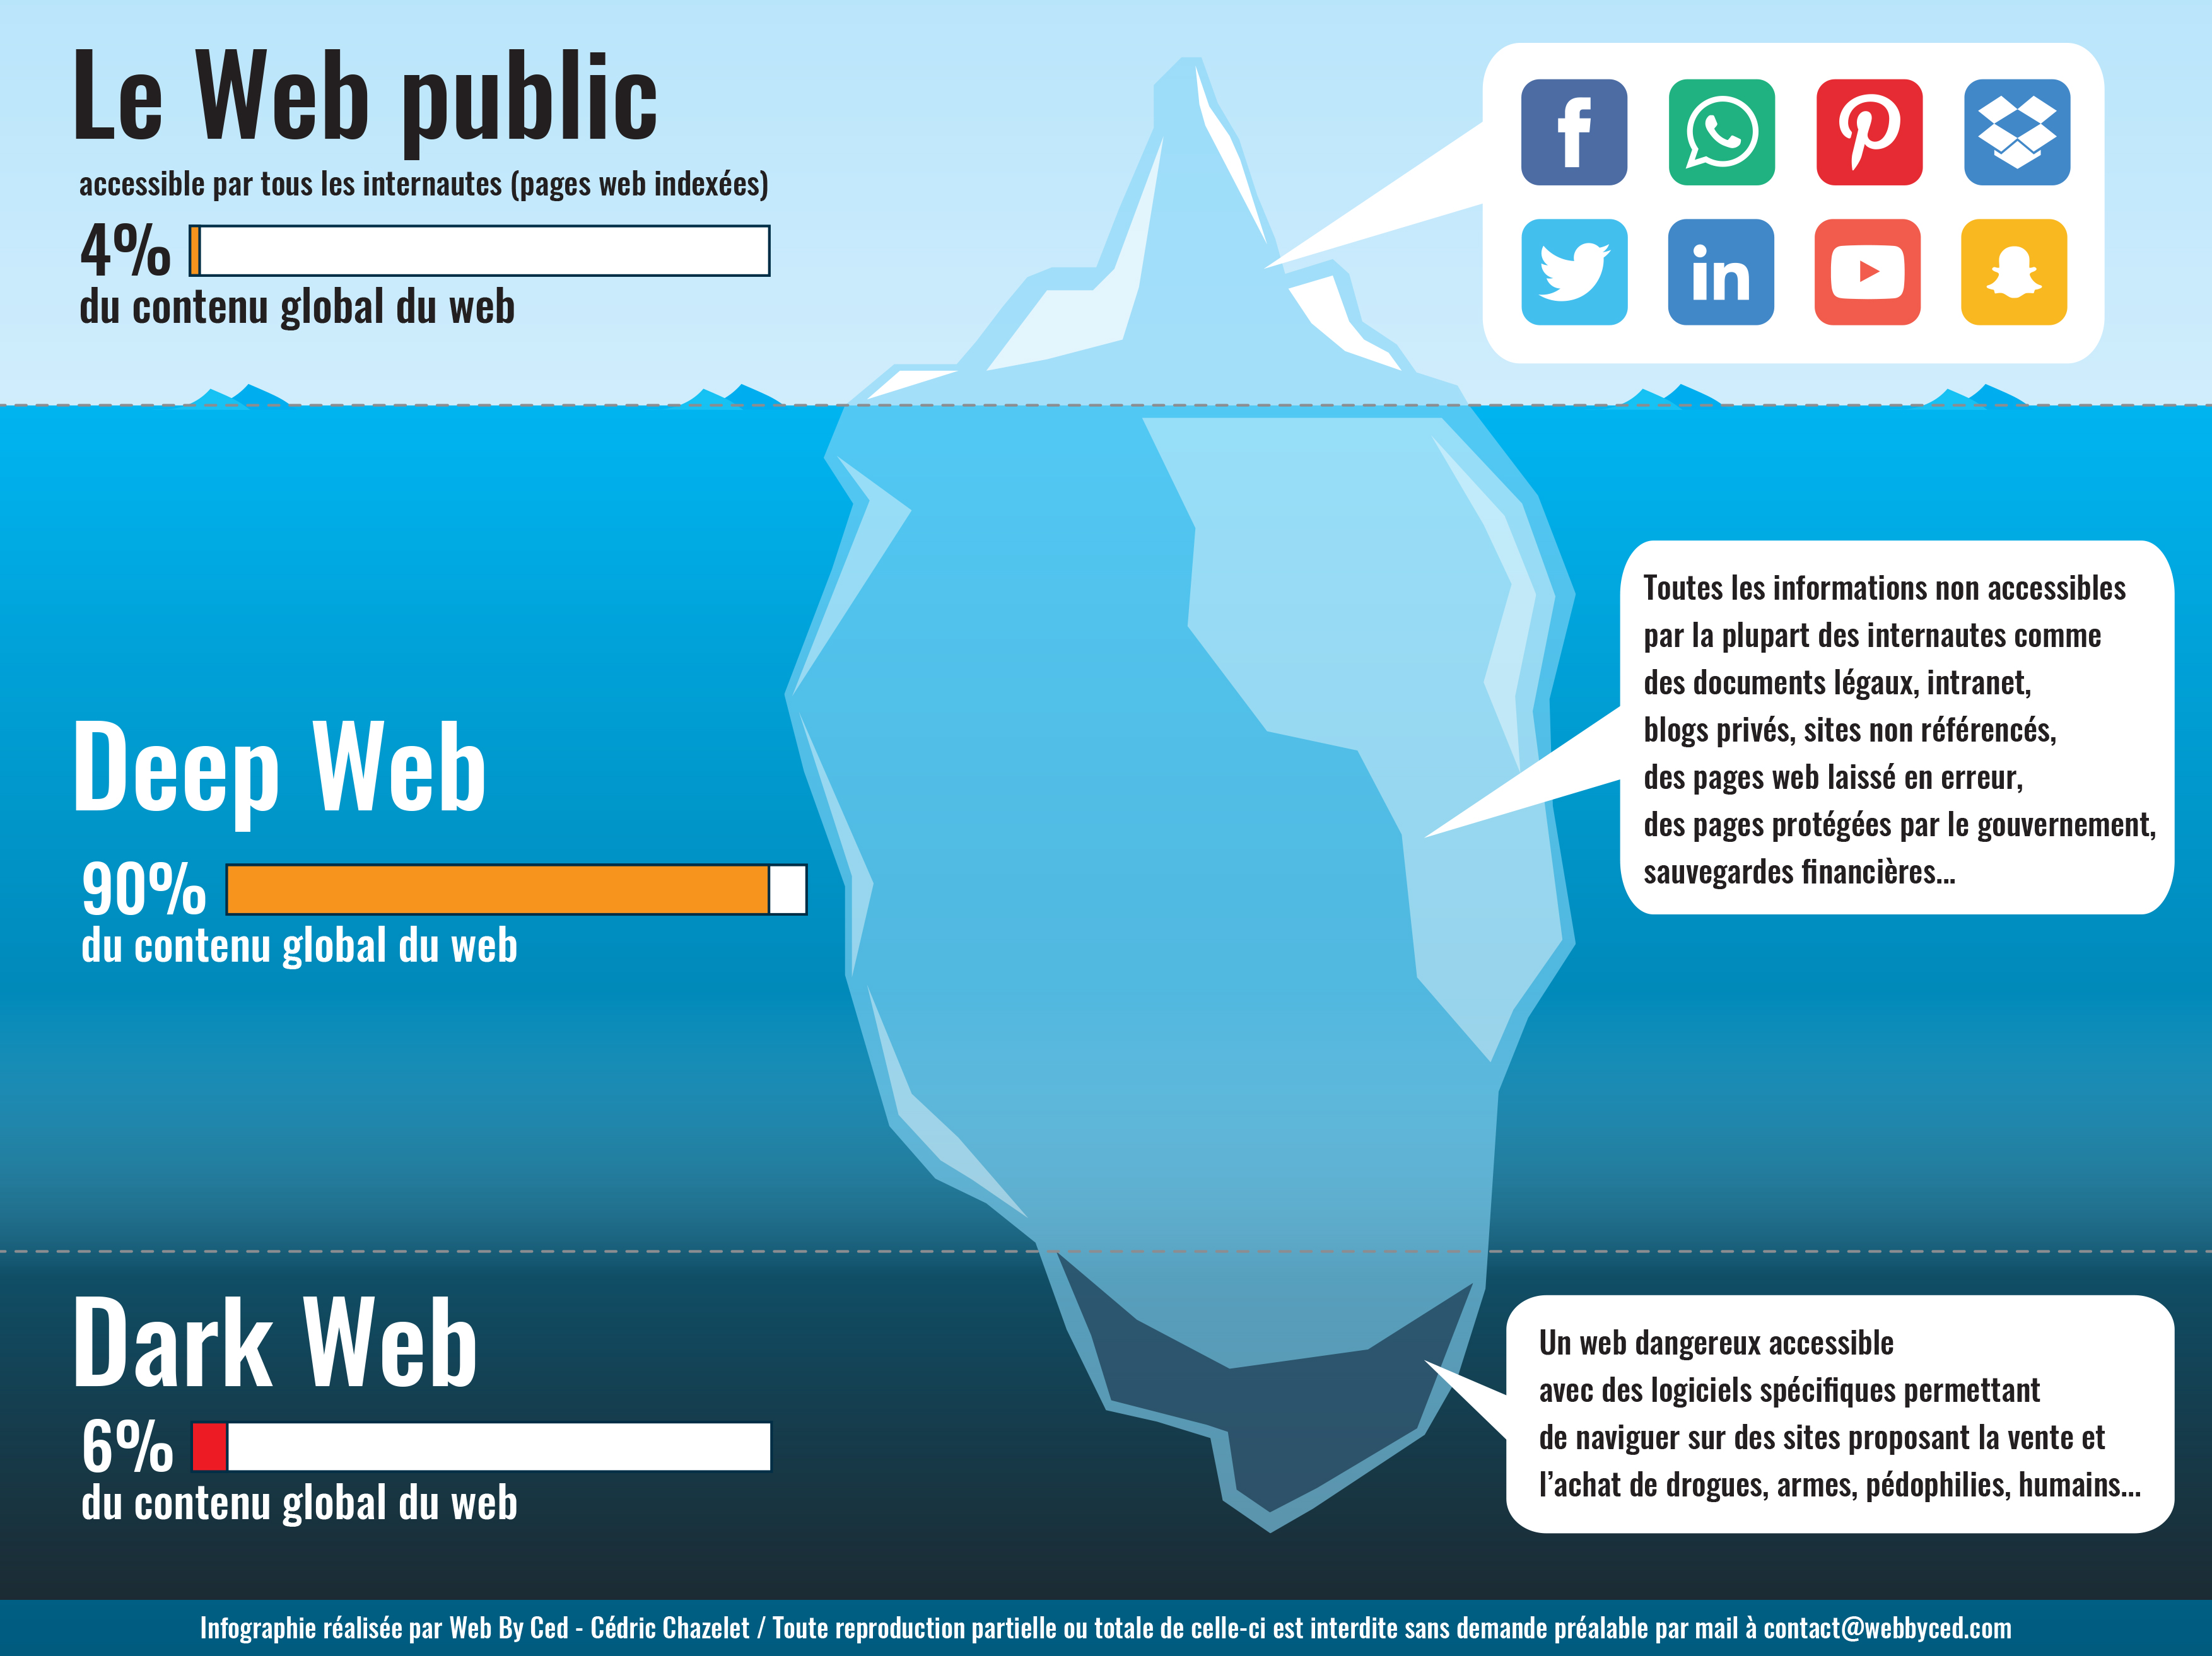 Le Web public
accessible par tous les internautes (pages web indexées)
4%
du contenu global du web
f
in
Deep Web
90%
du contenu global du web
Toutes les informations non accessibles
par la plupart des internautes comme
des documents légaux, intranet,
blogs privés, sites non référencés,
des pages web laissé en erreur,
des pages protégées par le gouvernement,
sauvegardes financières...
Dark Web
6%
du contenu global du web
Un web dangereux accessible
avec des logiciels spécifiques permettant
de naviguer sur des sites proposant la vente et
l'achat de drogues, armes, pédophilies, humains...
Infographie réalisée par Web By Ced - Cédric Chazelet / Toute reproduction partielle ou totale de celle-ci est interdite sans demande préalable par mail à contact@webbyced.com